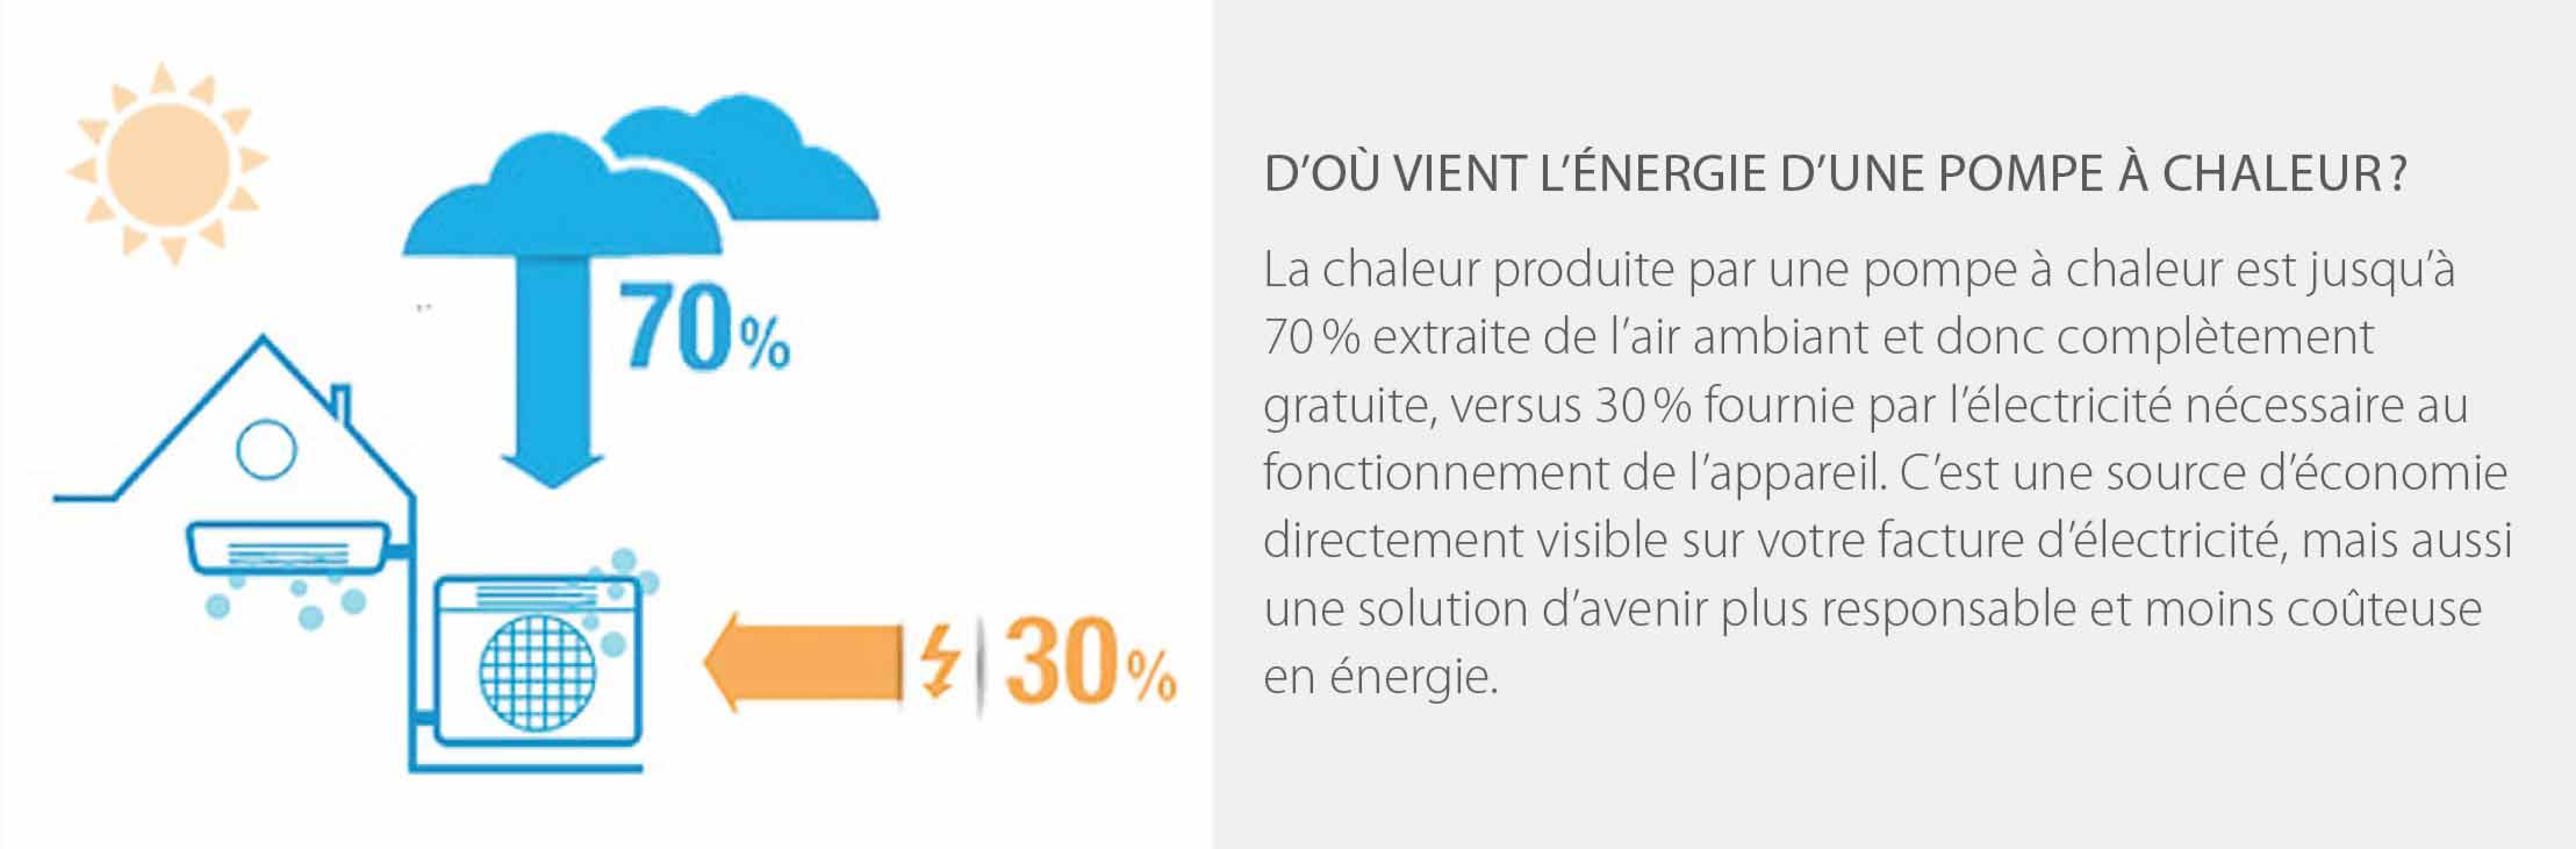 70%
30%
D’OÙ VIENT L’ÉNERGIE D’UNE POMPE À CHALEUR ?
La chaleur produite par une pompe à chaleur est jusqu’à
70 % extraite de l’air ambiant et donc complètement
gratuite, versus 30 % fournie par l’électricité nécessaire au
fonctionnement de l’appareil. C’est une source d’économie
directement visible sur votre facture d’électricité, mais aussi
une solution d’avenir plus responsable et moins coûteuse
en énergie.